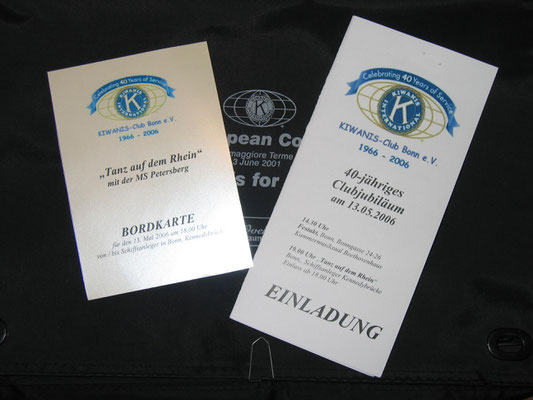 Celebrating 40 Years of Service
KIWANIS
INTERNATIONAL
K
KIWANIS-Club Bonn e.V.
1966 - 2006
„Tanz auf dem Rhein“
mit der MS Petersberg
BORDKARTE
für den 13. Mai 2006 um 18.00 Uhr
von / bis Schiffsanleger in Bonn, Kennedybrücke
K
pean Co
maggiore Terme
3 June 2001
s for
Celebrating 40 Years of Service
KIWANIS
INTERNATIONAL
K
KIWANIS-Club Bonn e.V.
1966 - 2006
40-jähriges
Clubjubiläum
am 13.05.2006
14.30 Uhr
Festakt, Bonn, Bonngasse 24-26
Kammermusiksaal Beethovenhaus
19.00 Uhr „Tanz auf dem Rhein“
Bonn, Schiffsanleger Kennedybrücke
Einlass ab 18.00 Uhr
EINLADUNG